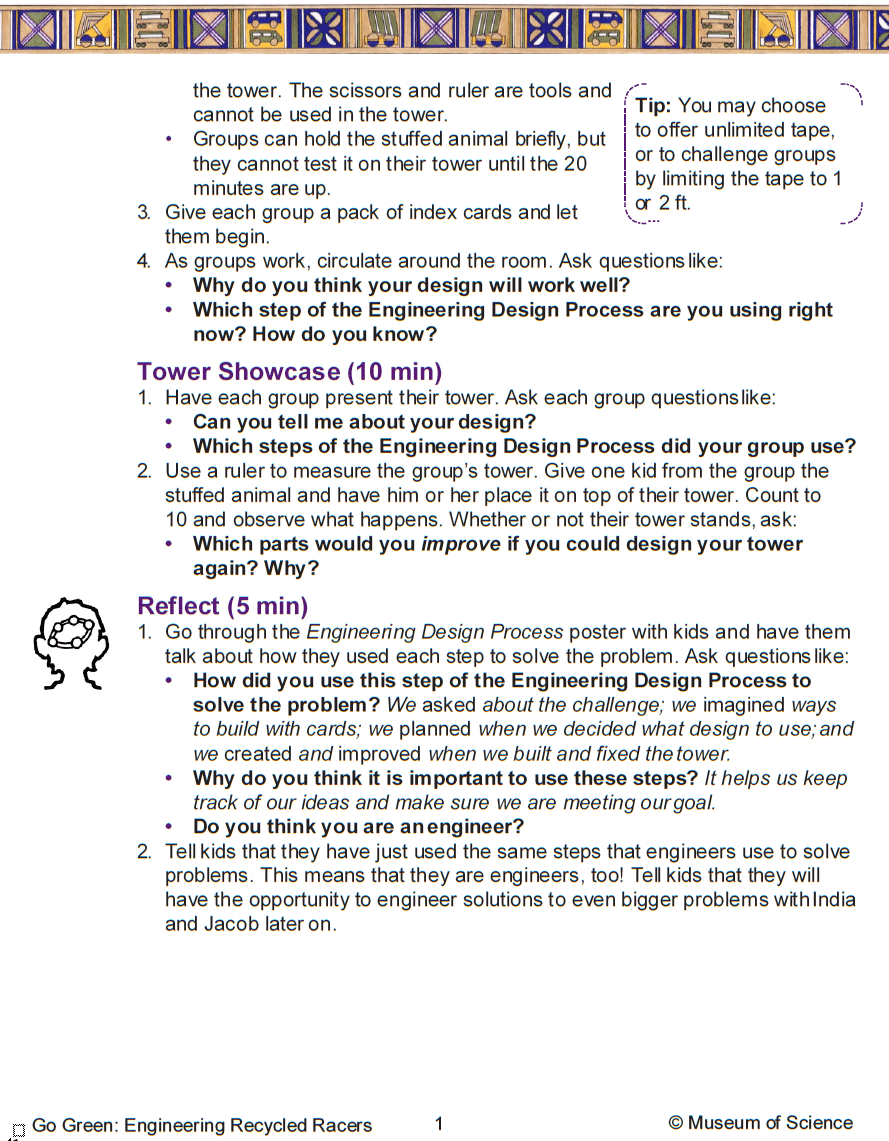 the tower. The scissors and ruler are tools and
cannot be used in the tower.
• Groups can hold the stuffed animal briefly, but
they cannot test it on their tower until the 20
minutes are up.
Tip: You may choose
to offer unlimited tape,
or to challenge groups
by limiting the tape to 1
or 2 ft.
3. Give each group a pack of index cards and let
them begin.
4. As groups work, circulate around the room. Ask questions like:
• Why do you think your design will work well?
• Which step of the Engineering Design Process are you using right
now? How do you know?
Tower Showcase (10 min)
1. Have each group present their tower. Ask each group questions like:
• Can you tell me about your design?
• Which steps of the Engineering Design Process did your group use?
2. Use a ruler to measure the group's tower. Give one kid from the group the
stuffed animal and have him or her place it on top of their tower. Count to
10 and observe what happens. Whether or not their tower stands, ask:
• Which parts would you improve if you could design your tower
again? Why?
Reflect (5 min)
1. Go through the Engineering Design Process poster with kids and have them
talk about how they used each step to solve the problem. Ask questions like:
• How did you use this step of the Engineering Design Process to
solve the problem? We asked about the challenge; we imagined ways
to build with cards; we planned when we decided what design to use; and
we created and improved when we built and fixed the tower.
• Why do you think it is important to use these steps? It helps us keep
track of our ideas and make sure we are meeting our goal.
• Do you think you are an engineer?
2. Tell kids that they have just used the same steps that engineers use to solve
problems. This means that they are engineers, too! Tell kids that they will
have the opportunity to engineer solutions to even bigger problems with India
and Jacob later on.
Go Green: Engineering Recycled Racers 1 © Museum of Science